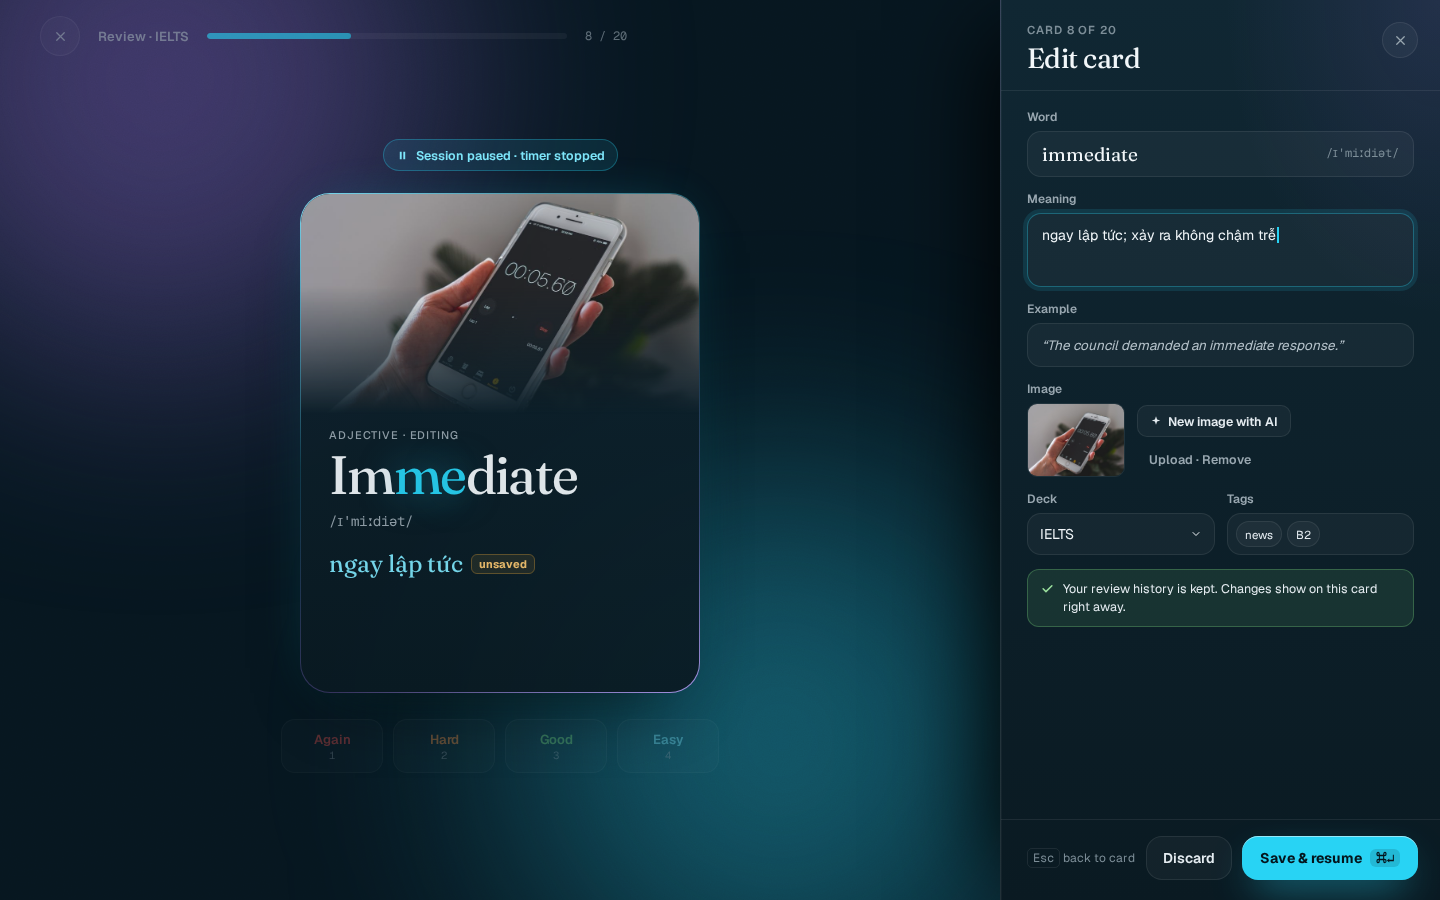 Review · IELTS
8 / 20
Session paused · timer stopped
00:05.60
ADJECTIVE · EDITING
Immediate
/ɪˈmiːdiət/
ngay lập tức
unsaved
Again
1
Hard
2
Good
3
Easy
4
CARD 8 OF 20
Edit card
Word
immediate
/ɪˈmiːdiət/
Meaning
ngay lập tức; xảy ra không chậm trễ
Example
“The council demanded an immediate response.”
Image
New image with AI
Upload · Remove
Deck
Tags
IELTS
news
B2
Your review history is kept. Changes show on this card
right away.
Esc back to card
Discard
Save & resume ⌘↵